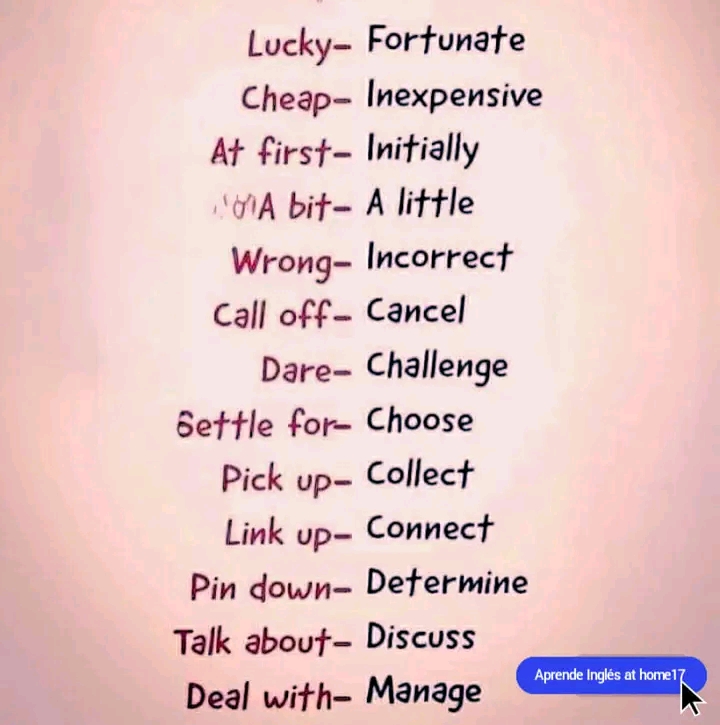 Lucky- Fortunate
Cheap- Inexpensive
At first- Initially
A bit- A little
Wrong- Incorrect
Call off- Cancel
Dare- Challenge
Settle for- Choose
Pick up- Collect
Link up- Connect
Pin down- Determine
Talk about- Discuss
Deal with- Manage
Aprende Inglés at home17